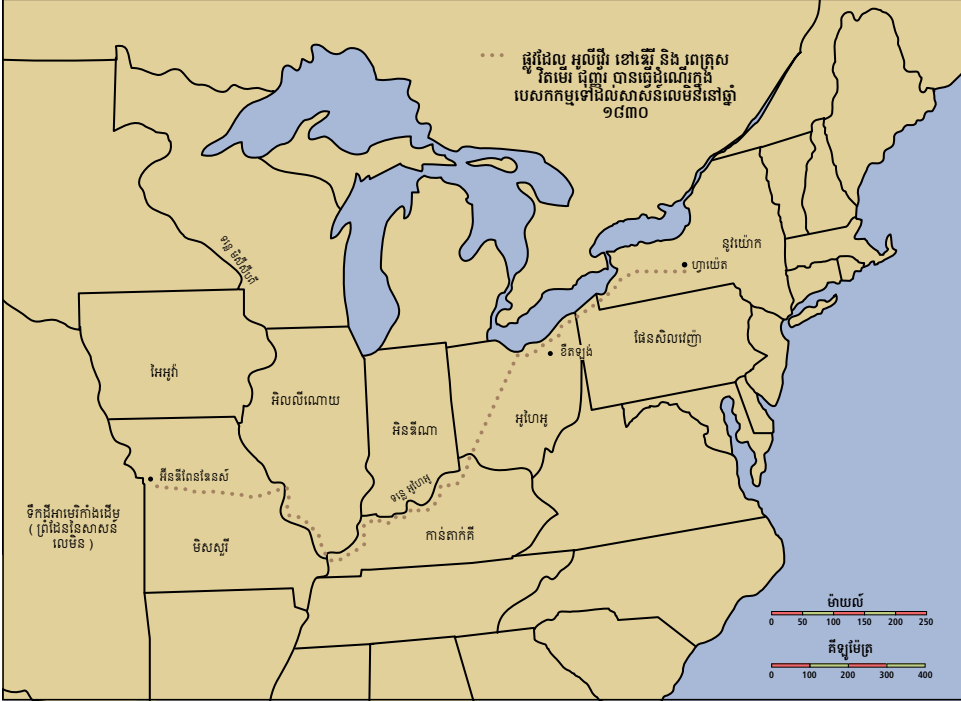 ផ្លូវដែល អូលីវើរ ខៅឌើរី និង ពេត្រុស
វិតមើរ ជុញ្ញ័រ បានធ្វើដំណើរក្នុង
បេសកកម្មទៅដល់សាសន៍លេមិននៅឆ្នាំ
១៨៣០
នូវយ៉ោក
ហ្វាយ៉េត
ទន្លេ មិស៊ីស៊ីបពី
ផែនសិលវេញ៉ា
ខឺតឡង់
អៃអូវ៉ា
អិលលីណោយ
អិនឌីណា
អូហៃអូ
អ៊ីនឌីពែនដែនស៍
ទន្លេ អូហៃអូ
ទឹកដីអាមេរិកាំងដើម
( ព្រំដែននៃសាសន៍
លេមិន )
មិសសួរី
កាន់តាក់គី
ម៉ាយល៍
0 50 100 150 200 250
គីឡូម៉ែត្រ
0 100 200 300 400